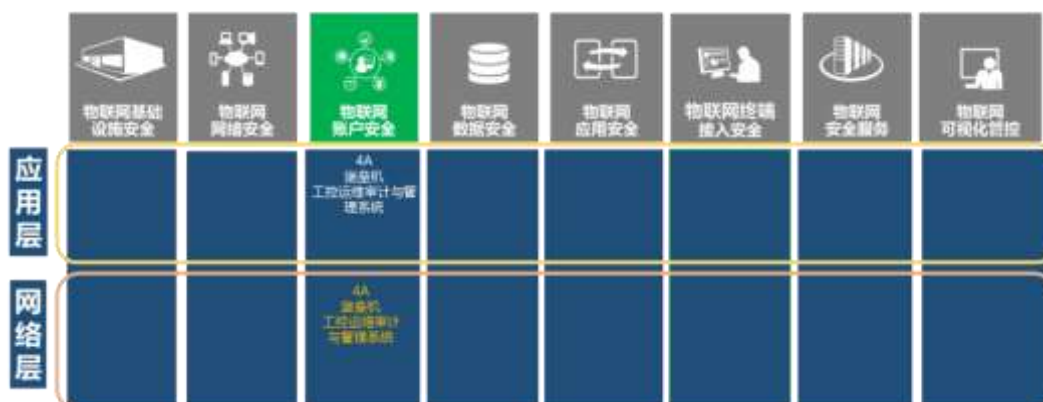 物联网基础
设施安全
物联网
网络安全
物联网
账户安全
物联网
数据安全
物联网
应用安全
物联网终端
接入安全
物联网
安全服务
物联网
可视化管控
应用层
4A
堡垒机
工控运维审计与管
理系统
网络层
4A
堡垒机
工控运维审计
与管理系统